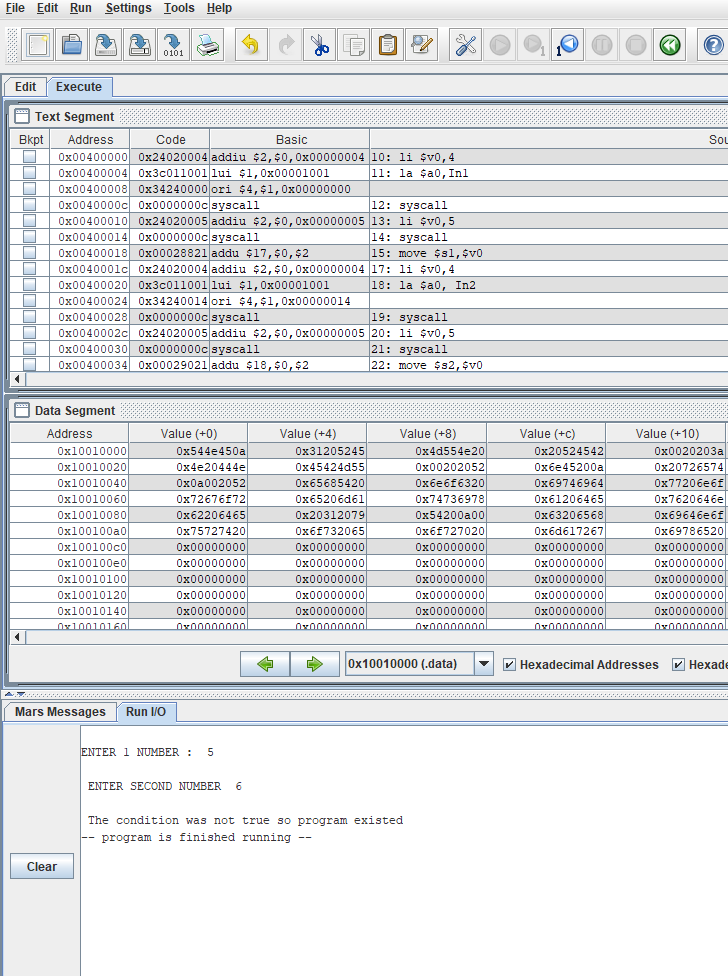 File Edit Run Settings Tools Help
0101
1
1
?
Edit Execute
Text Segment
Bkpt Address Code Basic Sou
0x00400000 0x24020004 addiu $2,$0,0x00000004 10: li $v0,4
0x00400004 0x3c011001 lui $1,0x00001001 11: la $a0,In1
0x00400008 0x34240000 ori $4,$1,0x00000000
0x0040000c 0x0000000c syscall 12: syscall
0x00400010 0x24020005 addiu $2,$0,0x00000005 13: li $v0,5
0x00400014 0x0000000c syscall 14: syscall
0x00400018 0x00028821 addu $17,$0,$2 15: move $s1,$v0
0x0040001c 0x24020004 addiu $2,$0,0x00000004 17: li $v0,4
0x00400020 0x3c011001 lui $1,0x00001001 18: la $a0, In2
0x00400024 0x34240014 ori $4,$1,0x00000014
0x00400028 0x0000000c syscall 19: syscall
0x0040002c 0x24020005 addiu $2,$0,0x00000005 20: li $v0,5
0x00400030 0x0000000c syscall 21: syscall
0x00400034 0x00029021 addu $18,$0,$2 22: move $s2,$v0
Data Segment
Address Value (+0) Value (+4) Value (+8) Value (+c) Value (+10)
0x10010000 0x544e450a 0x31205245 0x4d554e20 0x20524542 0x0020203a
0x10010020 0x4e20444e 0x45424d55 0x00202052 0x6e45200a 0x20726574
0x10010040 0x0a002052 0x65685420 0x6e6f6320 0x69746964 0x77206e6f
0x10010060 0x72676f72 0x65206d61 0x74736978 0x61206465 0x7620646e
0x10010080 0x62206465 0x20312079 0x54200a00 0x63206568 0x69646e6f
0x100100a0 0x75727420 0x6f732065 0x6f727020 0x6d617267 0x69786520
0x100100c0 0x00000000 0x00000000 0x00000000 0x00000000 0x00000000
0x100100e0 0x00000000 0x00000000 0x00000000 0x00000000 0x00000000
0x10010100 0x00000000 0x00000000 0x00000000 0x00000000 0x00000000
0x10010120 0x00000000 0x00000000 0x00000000 0x00000000 0x00000000
0x10010140 0x00000000 0x00000000 0x00000000 0x00000000 0x00000000
0x10010160 0x00000000 0x00000000 0x00000000 0x00000000 0x00000000
0x10010000 (.data) Hexadecimal Addresses Hexade
Mars Messages Run I/O
ENTER 1 NUMBER : 5
ENTER SECOND NUMBER 6
The condition was not true so program existed
-- program is finished running --
Clear